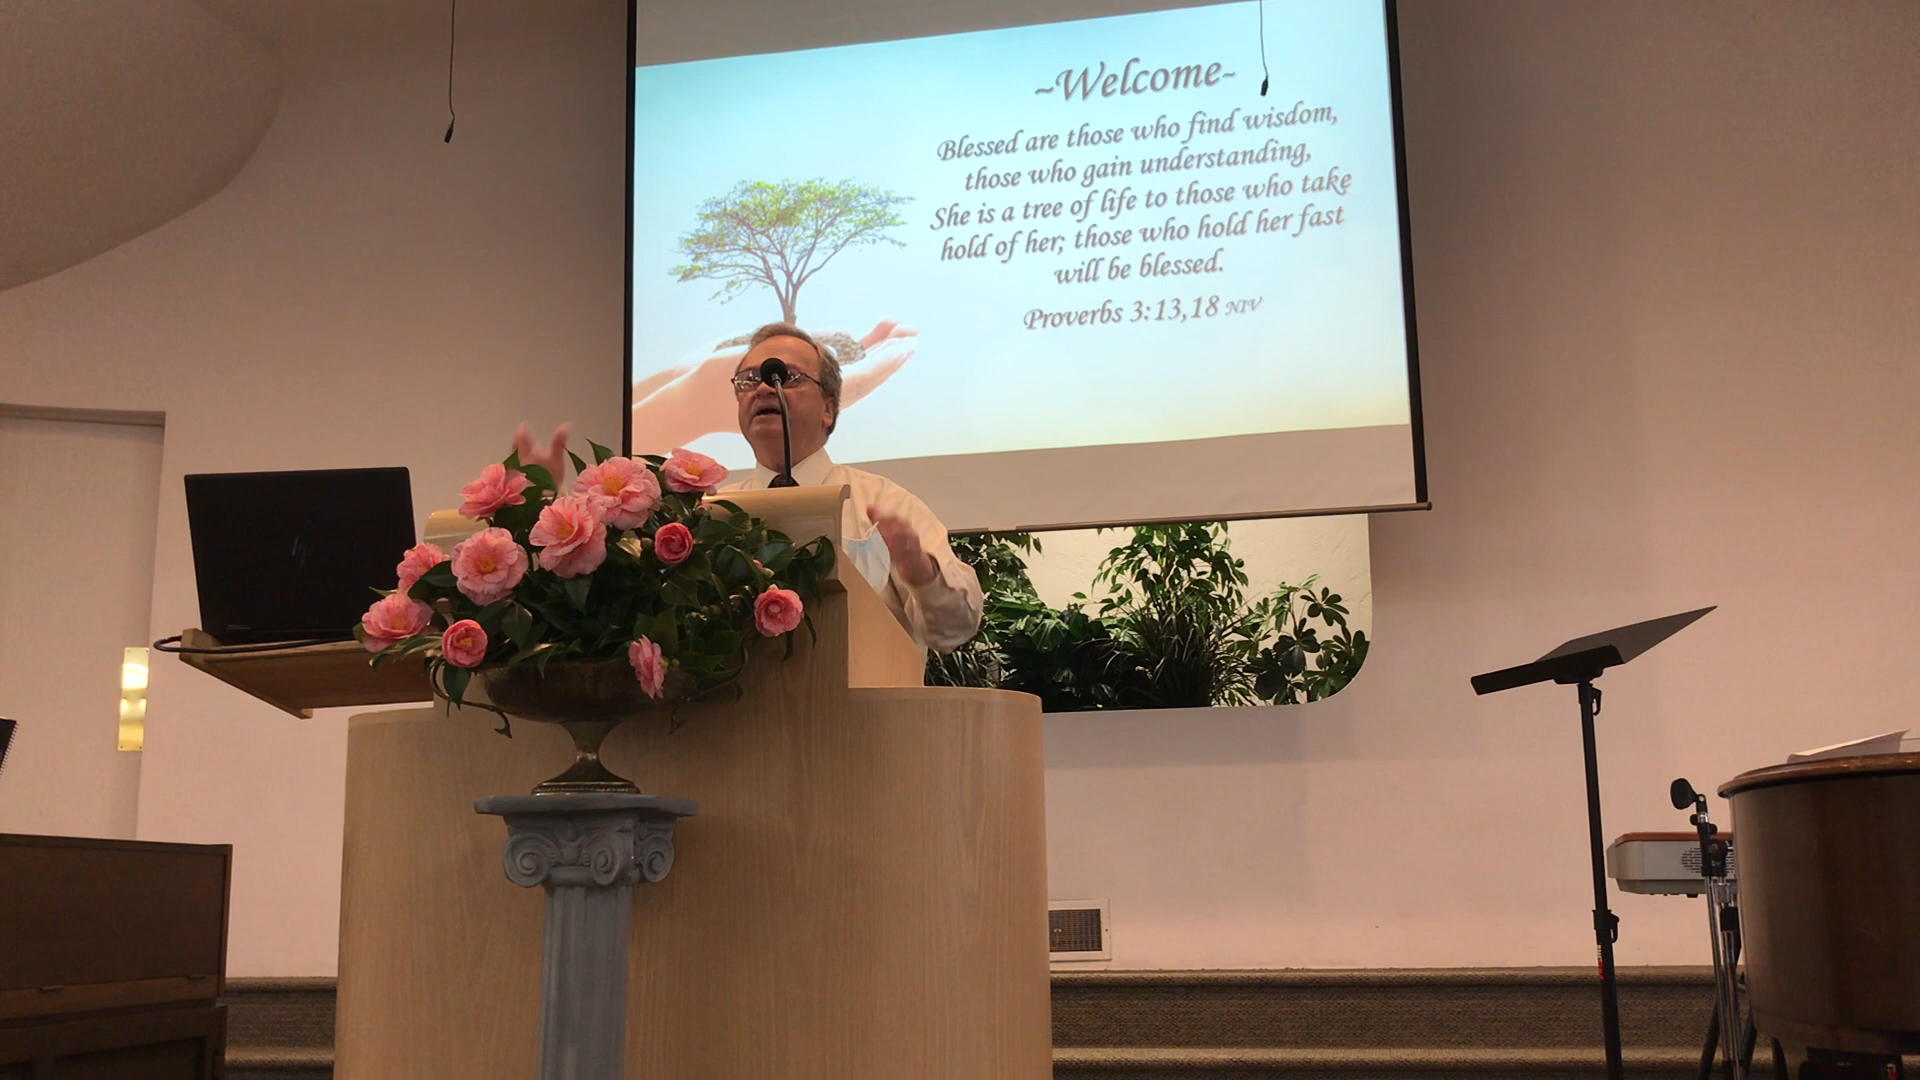 ~Welcome~
Blessed are those who find wisdom,
those who gain understanding,
She is a tree of life to those who take
hold of her; those who hold her fast
will be blessed.
Proverbs 3:13,18 NIV
hp